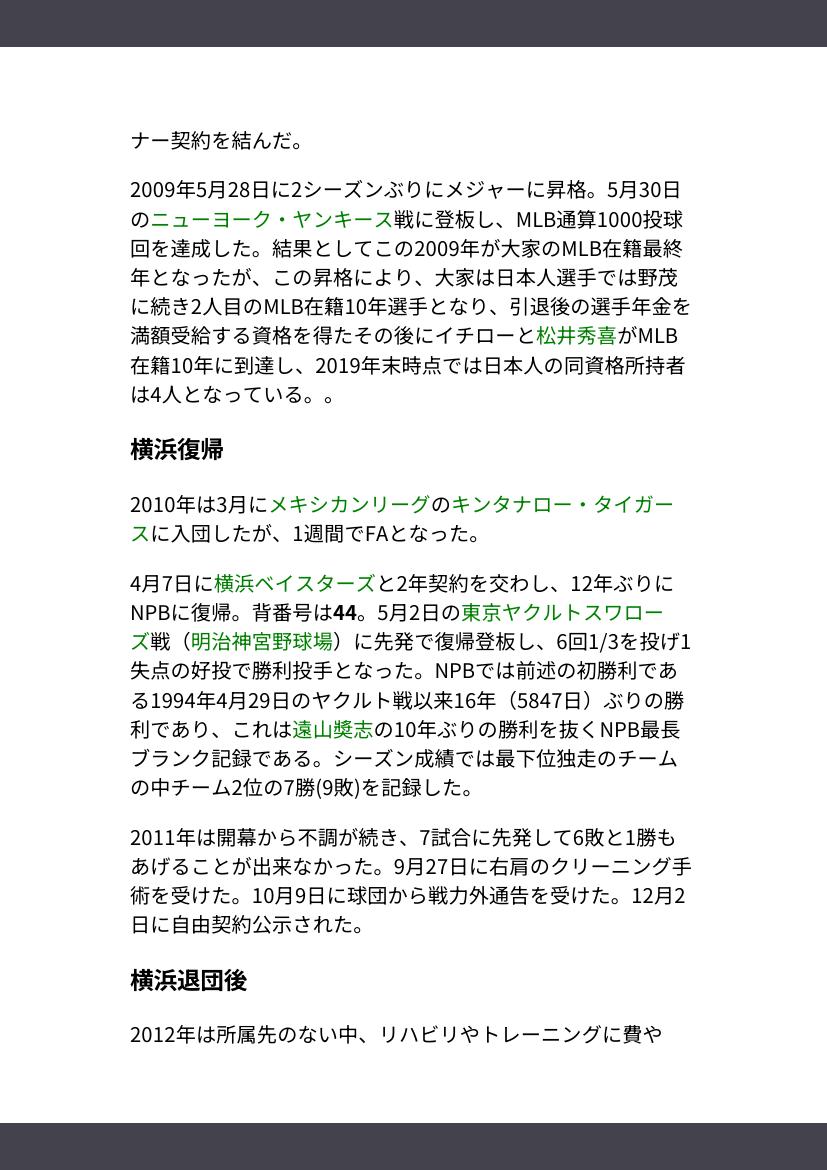 ナー契約を結んだ。
2009年5月28日に2シーズンぶりにメジャーに昇格。5月30日
のニューヨーク・ヤンキース戦に登板し、MLB通算1000投球
回を達成した。結果としてこの2009年が大家のMLB在籍最終
年となったが、この昇格により、大家は日本人選手では野茂
に続き2人目のMLB在籍10年選手となり、引退後の選手年金を
満額受給する資格を得たその後にイチローと松井秀喜がMLB
在籍10年に到達し、2019年末時点では日本人の同資格所持者
は4人となっている。。
横浜復帰
2010年は3月にメキシカンリーグのキンタナロー・タイガー
スに入団したが、1週間でFAとなった。
4月7日に横浜ベイスターズと2年契約を交わし、12年ぶりに
NPBに復帰。背番号は44。5月2日の東京ヤクルトスワロー
ズ戦（明治神宮野球場）に先発で復帰登板し、6回1/3を投げ1
失点の好投で勝利投手となった。NPBでは前述の初勝利であ
る1994年4月29日のヤクルト戦以来16年（5847日）ぶりの勝
利であり、これは遠山奬志の10年ぶりの勝利を抜くNPB最長
ブランク記録である。シーズン成績では最下位独走のチーム
の中チーム2位の7勝(9敗)を記録した。
2011年は開幕から不調が続き、7試合に先発して6敗と1勝も
あげることが出来なかった。9月27日に右肩のクリーニング手
術を受けた。10月9日に球団から戦力外通告を受けた。12月2
日に自由契約公示された。
横浜退団後
2012年は所属先のない中、リハビリやトレーニングに費や